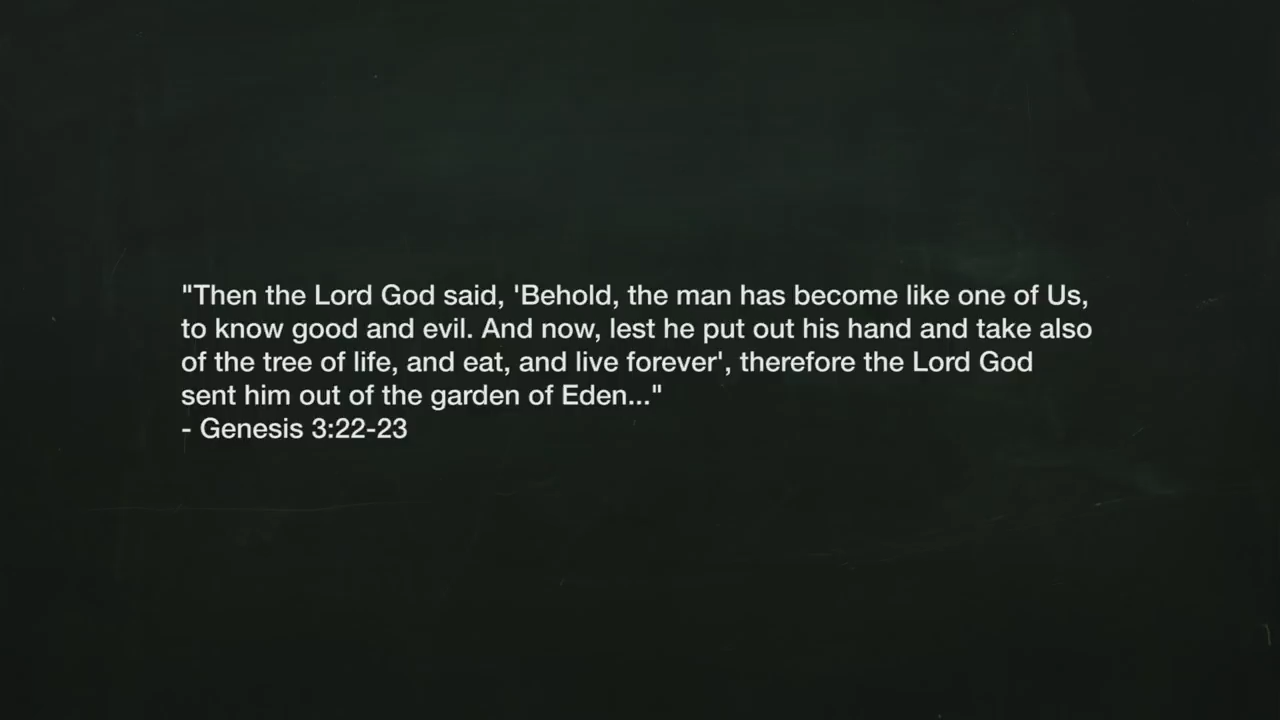 "Then the Lord God said, 'Behold, the man has become like one of Us,
to know good and evil. And now, lest he put out his hand and take also
of the tree of life, and eat, and live forever', therefore the Lord God
sent him out of the garden of Eden..."
- Genesis 3:22-23